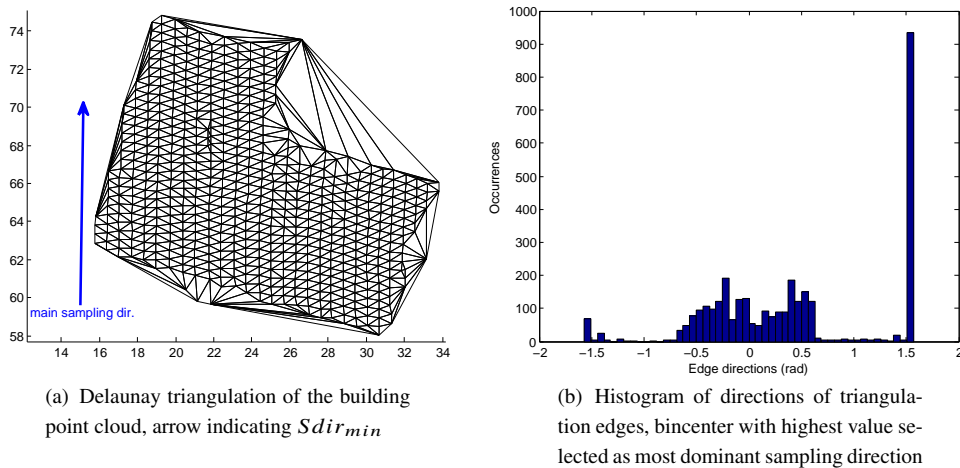 74
72
70
68
66
64
62
60
58
14 16 18 20 22 24 26 28 30 32 34
main sampling dir.
(a) Delaunay triangulation of the building
point cloud, arrow indicating Sdir_min
1000
900
800
700
600
500
400
300
200
100
0
−2 −1.5 −1 −0.5 0 0.5 1 1.5 2
Occurrences
Edge directions (rad)
(b) Histogram of directions of triangula-
tion edges, bincenter with highest value se-
lected as most dominant sampling direction